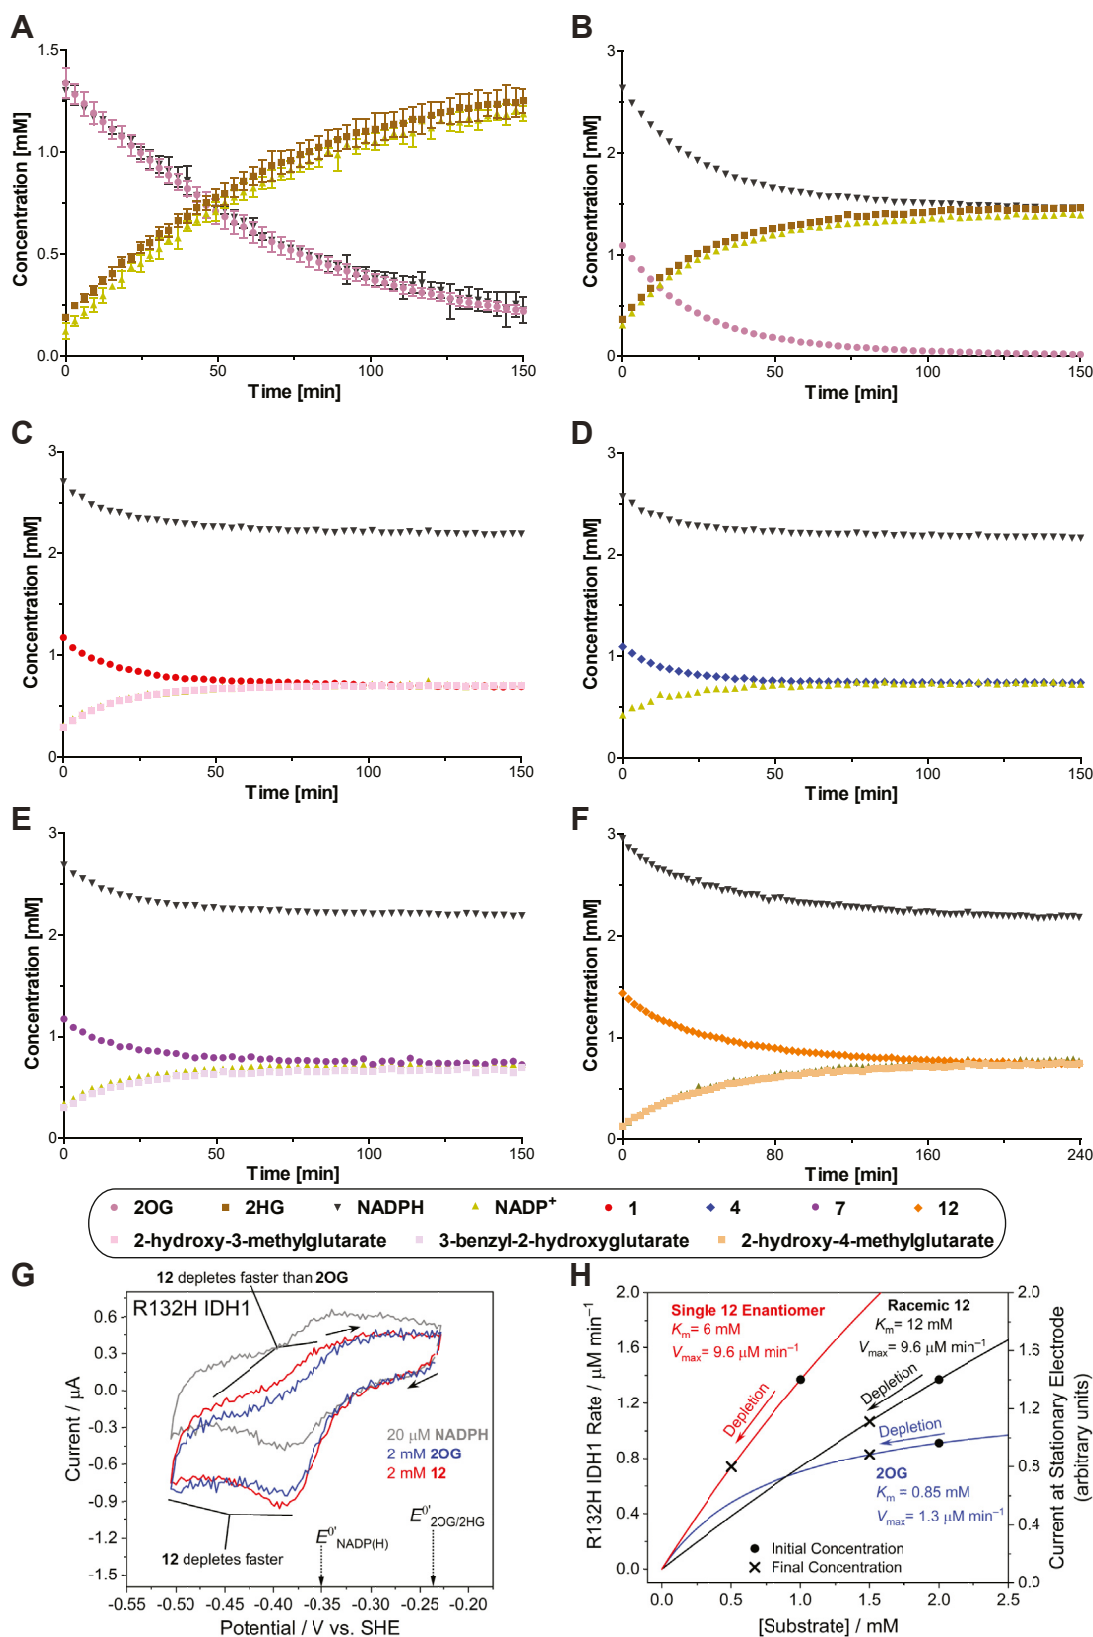 A
B
1.5
1.0
0.5
0.0
Concentration [mM]
0
50
100
150
Time [min]
3
2
1
0
Concentration [mM]
0
50
100
150
Time [min]
C
D
3
2
1
0
Concentration [mM]
0
50
100
150
Time [min]
3
2
1
0
Concentration [mM]
0
50
100
150
Time [min]
E
F
3
2
1
0
Concentration [mM]
0
50
100
150
Time [min]
3
2
1
0
Concentration [mM]
0
80
160
240
Time [min]
2OG 2HG NADPH NADP+ 1 4 7 12
2-hydroxy-3-methylglutarate 3-benzyl-2-hydroxyglutarate 2-hydroxy-4-methylglutarate
G
12 depletes faster than 2OG
R132H IDH1
0.6
0.3
0.0
-0.3
-0.6
-0.9
-1.2
-1.5
Current / μA
20 μM NADPH
2 mM 2OG
2 mM 12
E0' NADP(H)
E0' 2OG/2HG
12 depletes faster
-0.55 -0.50 -0.45 -0.40 -0.35 -0.30 -0.25 -0.20
Potential / V vs. SHE
H
2.0
1.6
1.2
0.8
0.4
0.0
R132H IDH1 Rate / μM min−1
Single 12 Enantiomer
Km= 6 mM
Vmax= 9.6 μM min−1
Racemic 12
Km= 12 mM
Vmax= 9.6 μM min−1
Depletion
Depletion
Depletion
2OG
Km = 0.85 mM
Vmax= 1.3 μM min−1
Initial Concentration
Final Concentration
2.0
1.5
1.1
0.8
0.4
0.0
Current at Stationary Electrode
(arbitrary units)
0.0 0.5 1.0 1.5 2.0 2.5
[Substrate] / mM